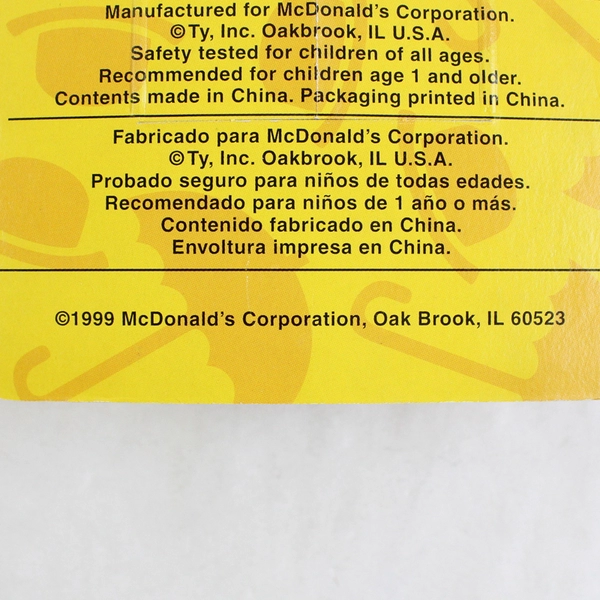 Manufactured for McDonald's Corporation.
©Ty, Inc. Oakbrook, IL U.S.A.
Safety tested for children of all ages.
Recommended for children age 1 and older.
Contents made in China. Packaging printed in China.
Fabricado para McDonald's Corporation.
©Ty, Inc. Oakbrook, IL U.S.A.
Probado seguro para niños de todas edades.
Recomendado para niños de 1 año o más.
Contenido fabricado en China.
Envoltura impresa en China.
©1999 McDonald's Corporation, Oak Brook, IL 60523